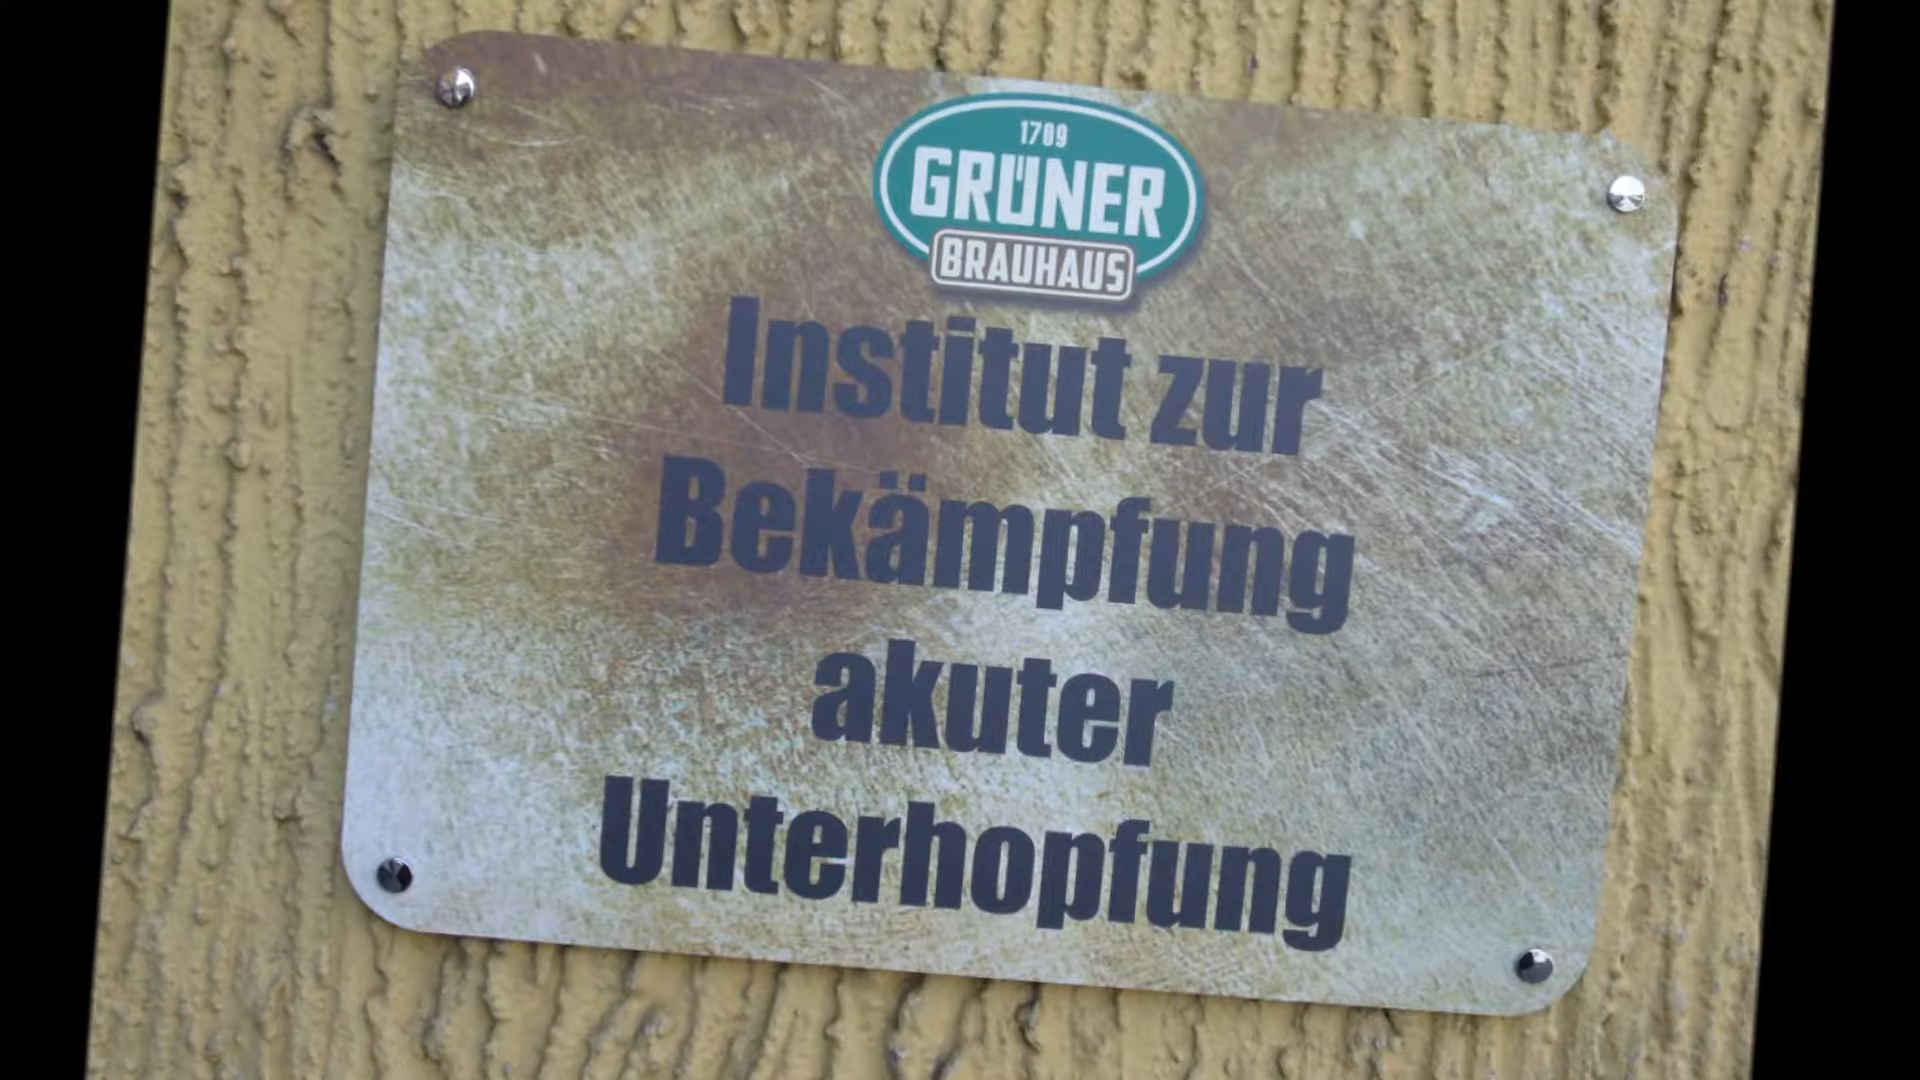 1709
GRÜNER
BRAUHAUS
Institut zur
Bekämpfung
akuter
Unterhopfung